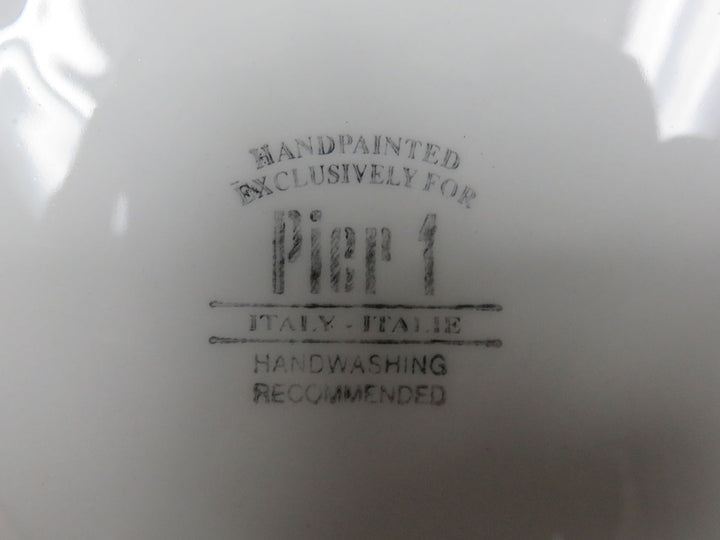 HANDPAINTED
EXCLUSIVELY FOR
Pier 1
ITALY - ITALIE
HANDWASHING
RECOMMENDED